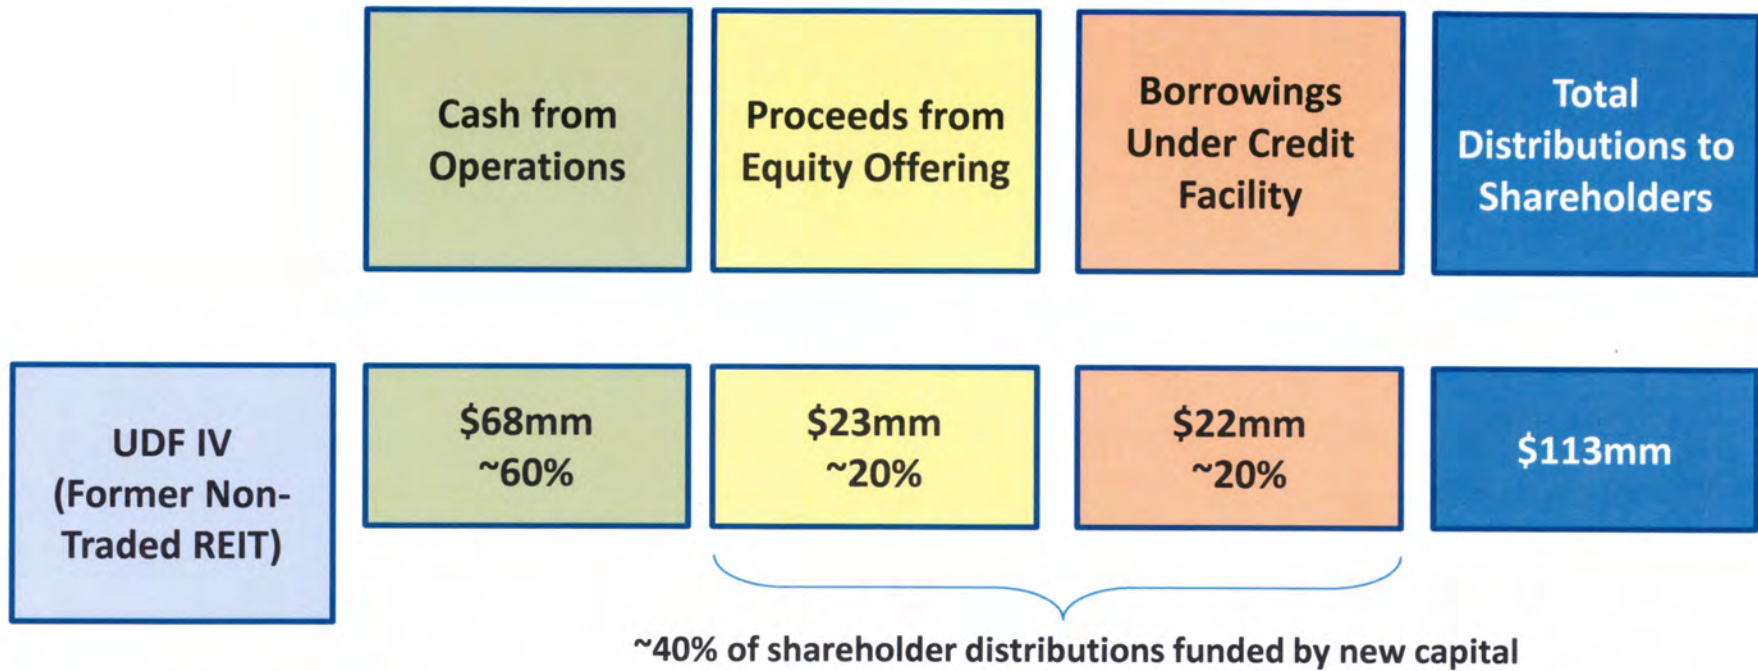 Cash from
Operations
Proceeds from
Equity Offering
Borrowings
Under Credit
Facility
Total
Distributions to
Shareholders
UDF IV
(Former Non-
Traded REIT)
$68mm
~60%
$23mm
~20%
$22mm
~20%
$113mm
~40% of shareholder distributions funded by new capital